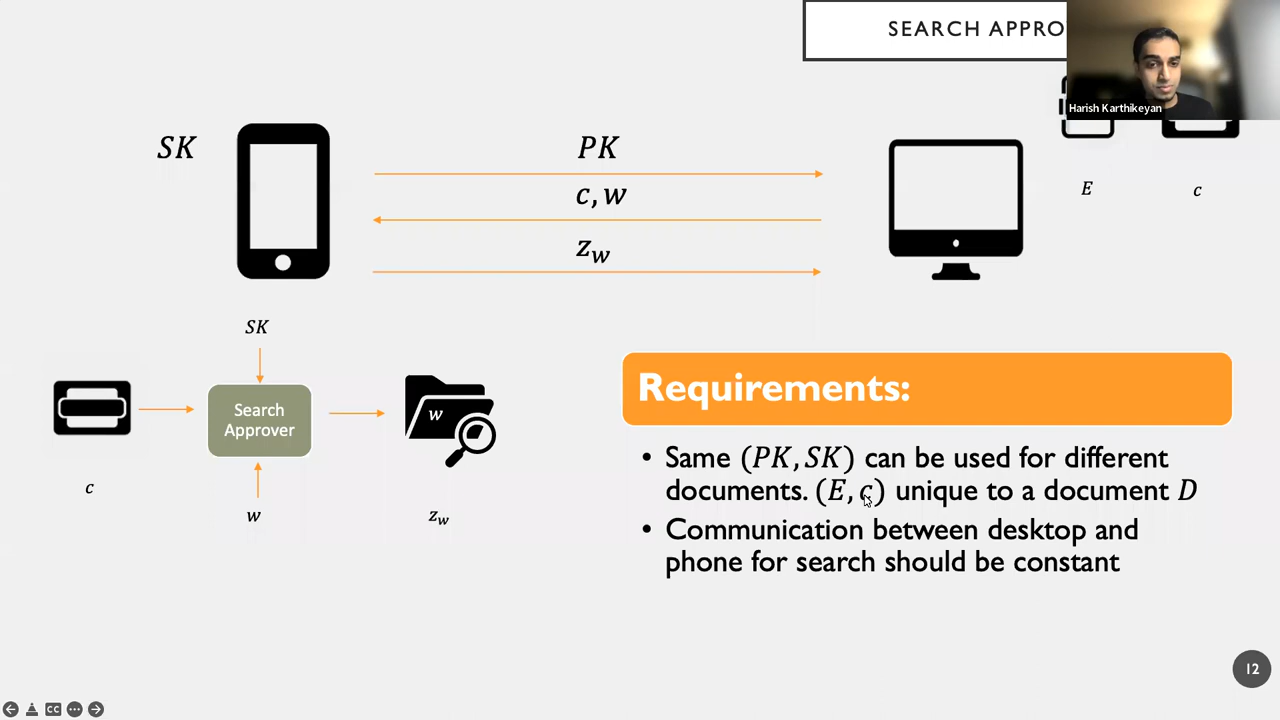 SEARCH APPRO
Harish Karthikeyan
SK
PK
c, w
z_w
E
c
SK
Search
Approver
w
c
w
z_w
Requirements:
• Same (PK, SK) can be used for different
documents. (E, c) unique to a document D
• Communication between desktop and
phone for search should be constant
12
CC